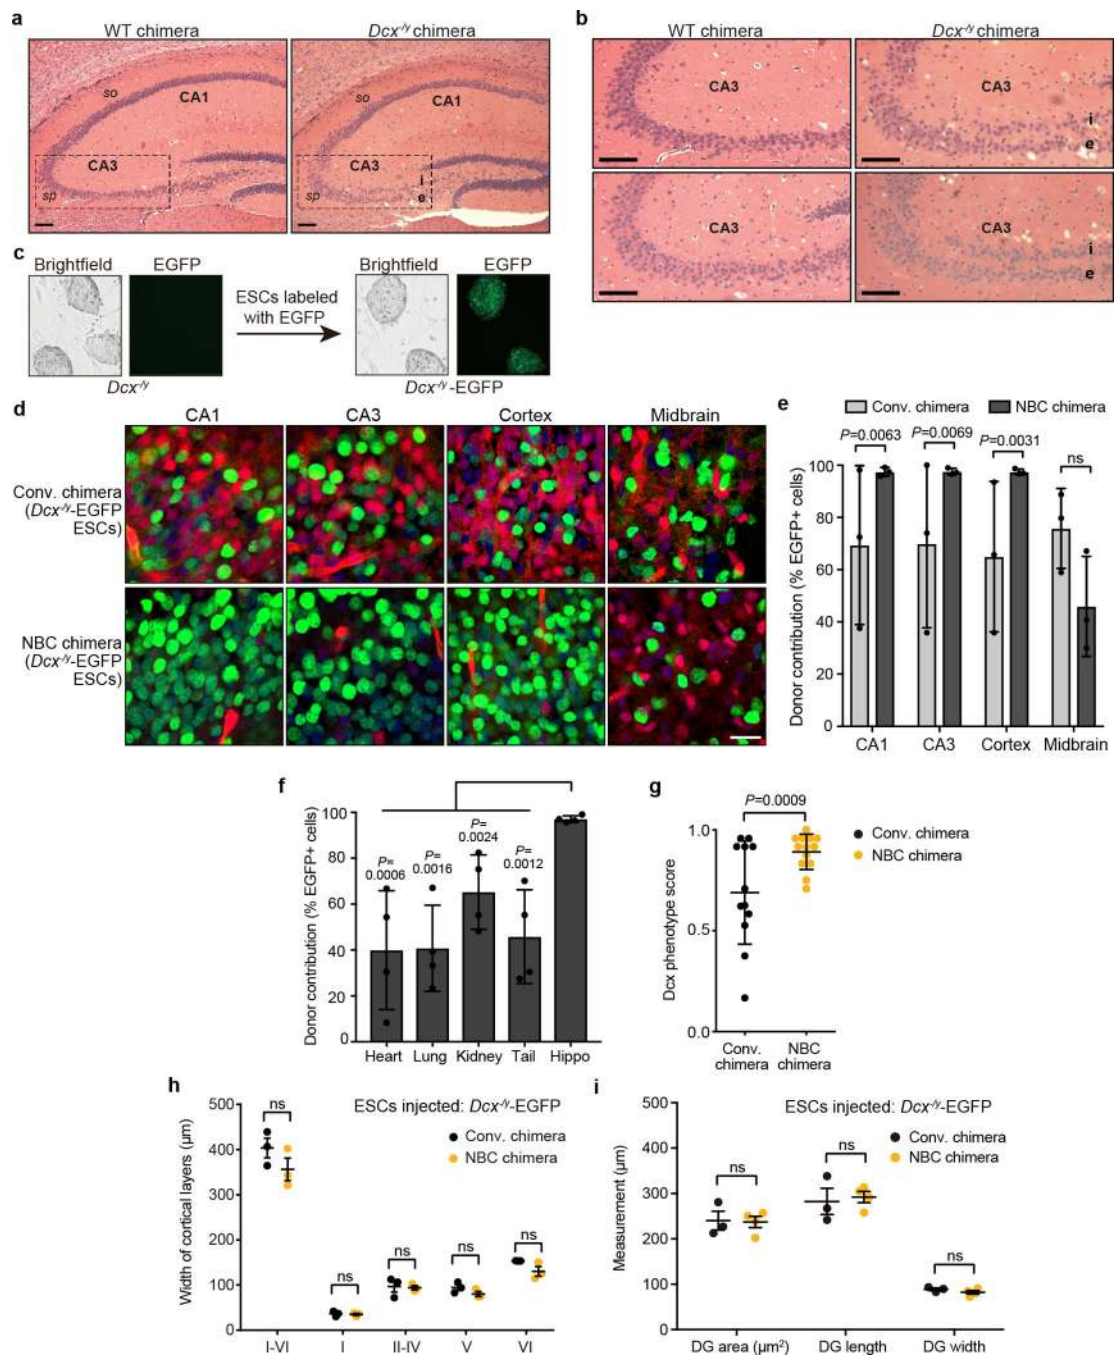 a
WT chimera
Dcx-/y chimera
so
CA1
CA3
sp
so
CA1
CA3
i
e
sp
b
WT chimera
Dcx-/y chimera
CA3
CA3
i
e
CA3
CA3
i
e
c
Brightfield
EGFP
ESCs labeled
with EGFP
Brightfield
EGFP
Dcx-/y
Dcx-/y-EGFP
d
CA1
CA3
Cortex
Midbrain
Conv. chimera
(Dcx-/y-EGFP
ESCs)
NBC chimera
(Dcx-/y-EGFP
ESCs)
e
Conv. chimera
NBC chimera
P=0.0063
P=0.0069
P=0.0031
ns
Donor contribution (% EGFP+ cells)
100
80
60
40
20
0
CA1
CA3
Cortex
Midbrain
f
Donor contribution (% EGFP+ cells)
100
80
60
40
20
0
P=
0.0006
P=
0.0016
P=
0.0024
P=
0.0012
Heart
Lung
Kidney
Tail
Hippo
g
P=0.0009
Conv. chimera
NBC chimera
Dcx phenotype score
1.0
0.5
0.0
Conv.
chimera
NBC
chimera
h
ESCs injected: Dcx-/y-EGFP
Conv. chimera
NBC chimera
Width of cortical layers (µm)
500
400
300
200
100
0
ns
ns
ns
ns
ns
I-VI
I
II-IV
V
VI
i
ESCs injected: Dcx-/y-EGFP
Conv. chimera
NBC chimera
Measurement (µm)
500
400
300
200
100
0
ns
ns
ns
DG area (µm²)
DG length
DG width